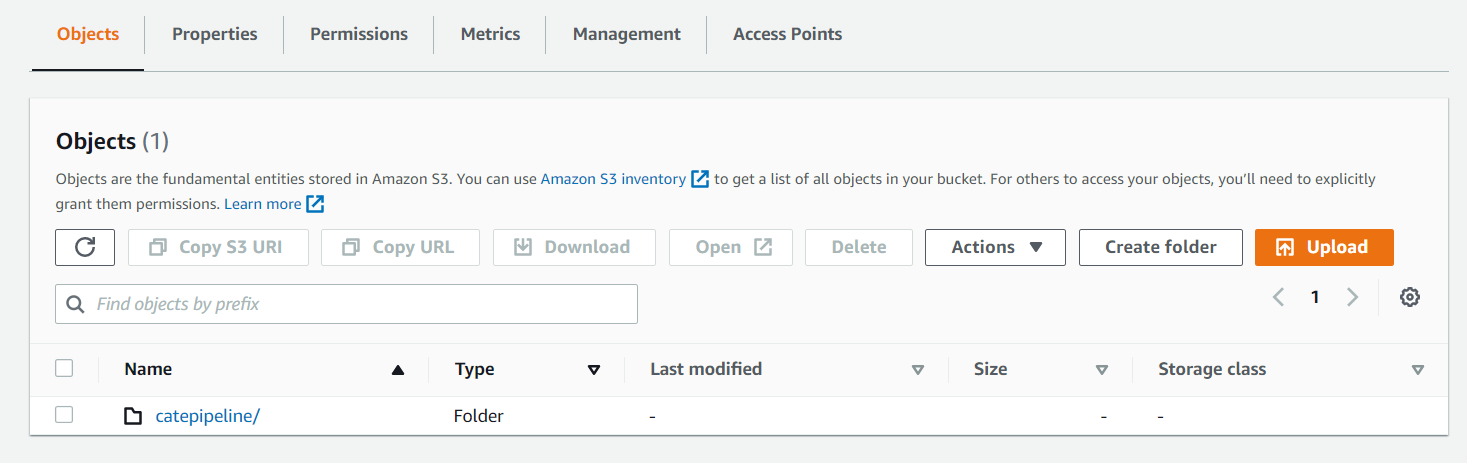 Objects Properties Permissions Metrics Management Access Points
Objects (1)
Objects are the fundamental entities stored in Amazon S3. You can use Amazon S3 inventory to get a list of all objects in your bucket. For others to access your objects, you'll need to explicitly
grant them permissions. Learn more
Copy S3 URI Copy URL Download Open Delete Actions Create folder Upload
Find objects by prefix 1
Name Type Last modified Size Storage class
catepipeline/ Folder - - -